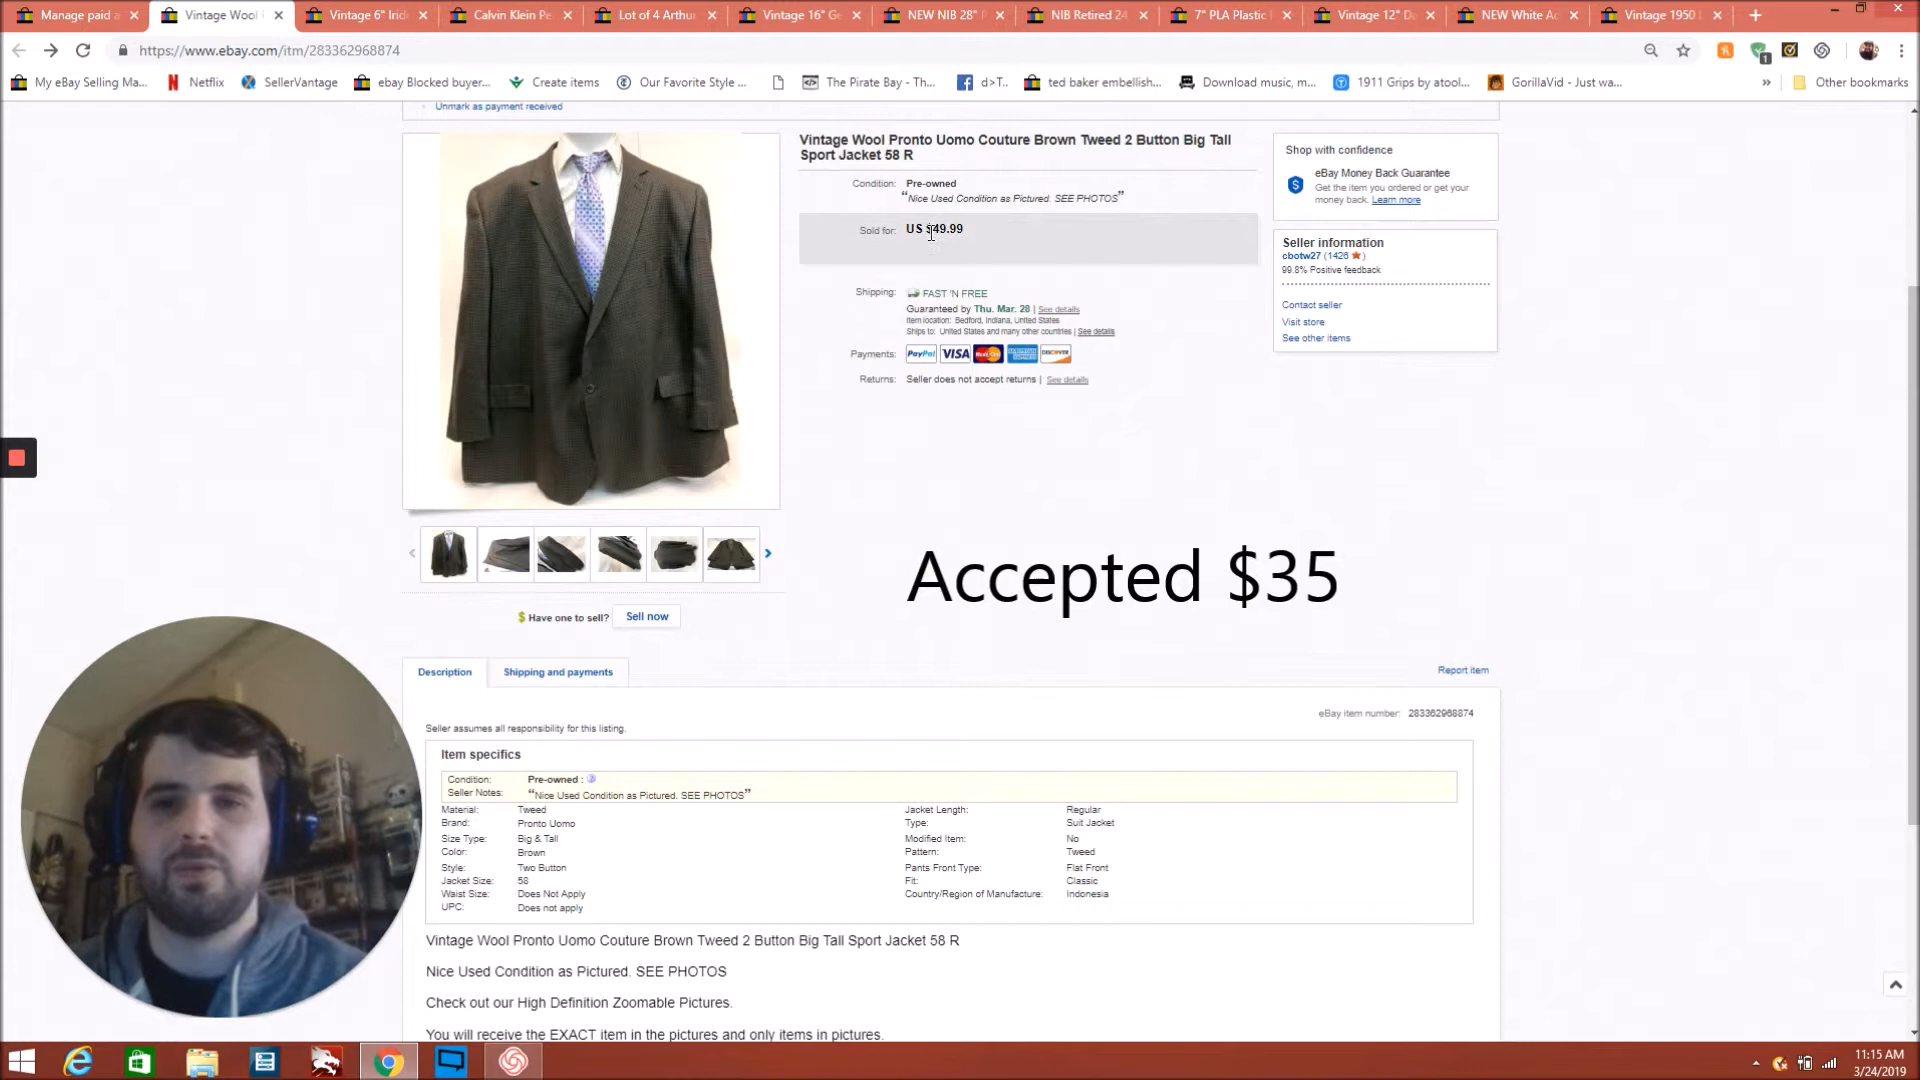 Manage paid a
Vintage Wool
Vintage 6" Irid
Calvin Klein Pe
Lot of 4 Arthu
Vintage 16" Ge
NEW NIB 28"
NIB Retired 24
7" PLA Plastic
Vintage 12" D
NEW White A
Vintage 1950
https://www.ebay.com/itm/283362968874
My eBay Selling Ma...
Netflix
SellerVantage
ebay Blocked buyer...
Create items
Our Favorite Style ...
The Pirate Bay - Th...
d>T..
ted baker embellish...
Download music, m...
1911 Grips by atool...
GorillaVid - Just wa...
»
Other bookmarks
Unmark as payment received
Vintage Wool Pronto Uomo Couture Brown Tweed 2 Button Big Tall
Sport Jacket 58 R
Condition: Pre-owned
"Nice Used Condition as Pictured. SEE PHOTOS"
Sold for: US $49.99
Shipping: FAST 'N FREE
Guaranteed by Thu. Mar. 28 | See details
Item location: Bedford, Indiana, United States
Ships to: United States and many other countries | See details
Payments: PayPal VISA MasterCard AMERICAN EXPRESS DISCOVER
Returns: Seller does not accept returns | See details
Shop with confidence
eBay Money Back Guarantee
Get the item you ordered or get your
money back. Learn more
Seller information
cbotw27 (1426 ★)
99.8% Positive feedback
Contact seller
Visit store
See other items
Accepted $35
$ Have one to sell? Sell now
Description
Shipping and payments
Report item
eBay item number: 283362968874
Seller assumes all responsibility for this listing.
Item specifics
Condition: Pre-owned :
Seller Notes: "Nice Used Condition as Pictured. SEE PHOTOS"
Material: Tweed Jacket Length: Regular
Brand: Pronto Uomo Type: Suit Jacket
Size Type: Big & Tall Modified Item: No
Color: Brown Pattern: Tweed
Style: Two Button Pants Front Type: Flat Front
Jacket Size: 58 Fit: Classic
Waist Size: Does Not Apply Country/Region of Manufacture: Indonesia
UPC: Does not apply
Vintage Wool Pronto Uomo Couture Brown Tweed 2 Button Big Tall Sport Jacket 58 R
Nice Used Condition as Pictured. SEE PHOTOS
Check out our High Definition Zoomable Pictures.
You will receive the EXACT item in the pictures and only items in pictures.
11:15 AM
3/24/2019